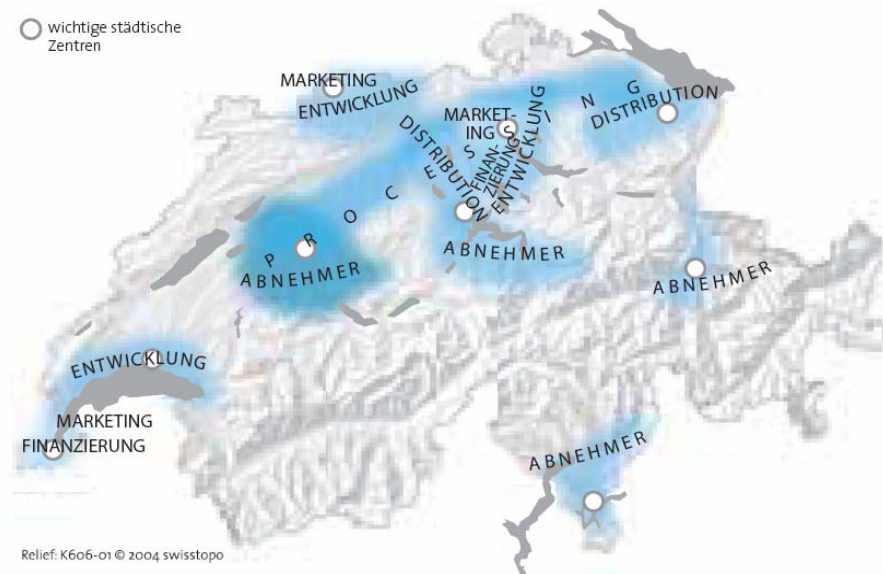 wichtige städtische
Zentren
MARKETING
ENTWICKLUNG
MARKET-
ING
DISTRIBUTION
FINAN-
ZIERUNG
ENTWICKLUNG
DISTRIBUTION
PROCESSING
ABNEHMER
ABNEHMER
ABNEHMER
ENTWICKLUNG
MARKETING
FINANZIERUNG
ABNEHMER
Relief: K606-01 © 2004 swisstopo